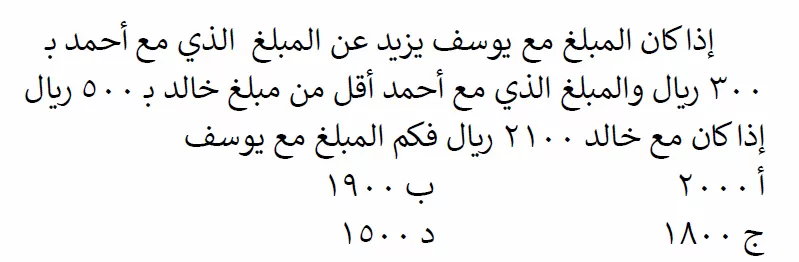 إذا كان المبلغ مع يوسف يزيد عن المبلغ الذي مع أحمد بـ
٣٠٠ ريال والمبلغ الذي مع أحمد أقل من مبلغ خالد بـ ٥٠٠ ريال
إذا كان مع خالد ٢١٠٠ ريال فكم المبلغ مع يوسف
أ ٢٠٠٠ ب ١٩٠٠
ج ١٨٠٠ د ١٥٠٠